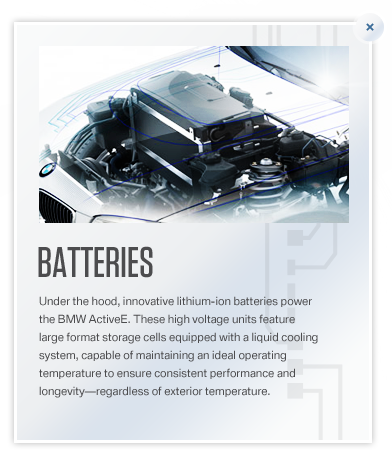 BATTERIES
Under the hood, innovative lithium-ion batteries power
the BMW ActiveE. These high voltage units feature
large format storage cells equipped with a liquid cooling
system, capable of maintaining an ideal operating
temperature to ensure consistent performance and
longevity—regardless of exterior temperature.